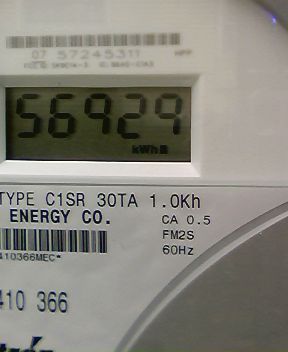 07 57245311
56929
kWh
TYPE C1SR 30TA 1.0Kh
ENERGY CO.
CA 0.5
FM2S
60Hz
410366MEC*
410 366